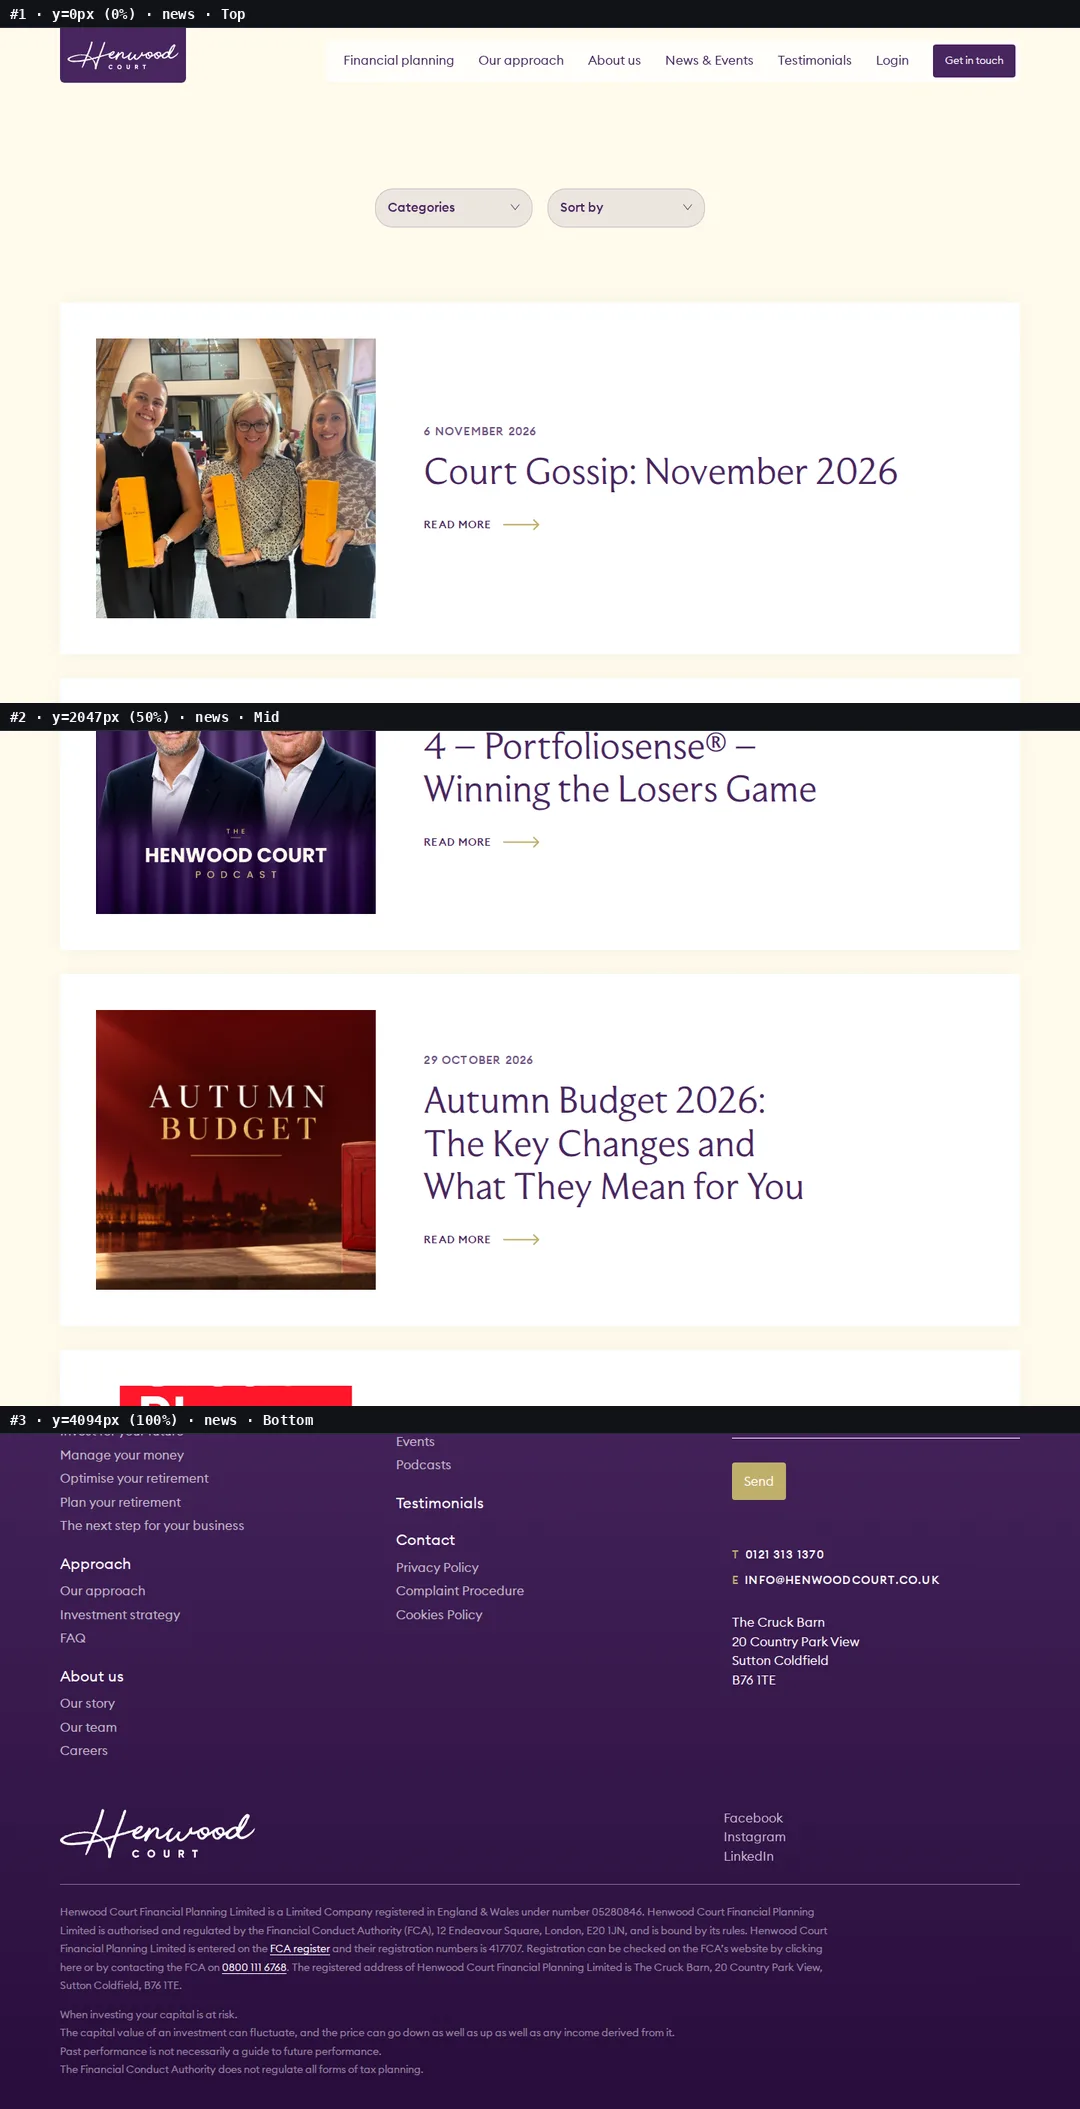 #1 · y=0px (0%) · news · Top
Henwood
COURT
Financial planning
Our approach
About us
News & Events
Testimonials
Login
Get in touch
Categories
Sort by
6 NOVEMBER 2026
Court Gossip: November 2026
READ MORE
#2 · y=2047px (50%) · news · Mid
4 – Portfoliosense® –
Winning the Losers Game
READ MORE
THE
HENWOOD COURT
PODCAST
AUTUMN
BUDGET
29 OCTOBER 2026
Autumn Budget 2026:
The Key Changes and
What They Mean for You
READ MORE
#3 · y=4094px (100%) · news · Bottom
Invest for your future
Manage your money
Optimise your retirement
Plan your retirement
The next step for your business
Approach
Our approach
Investment strategy
FAQ
About us
Our story
Our team
Careers
Events
Podcasts
Testimonials
Contact
Privacy Policy
Complaint Procedure
Cookies Policy
Send
T 0121 313 1370
E INFO@HENWOODCOURT.CO.UK
The Cruck Barn
20 Country Park View
Sutton Coldfield
B76 1TE
Henwood
COURT
Facebook
Instagram
LinkedIn
Henwood Court Financial Planning Limited is a Limited Company registered in England & Wales under number 05280846. Henwood Court Financial Planning
Limited is authorised and regulated by the Financial Conduct Authority (FCA), 12 Endeavour Square, London, E20 1JN, and is bound by its rules. Henwood Court
Financial Planning Limited is entered on the FCA register and their registration numbers is 417707. Registration can be checked on the FCA's website by clicking
here or by contacting the FCA on 0800 111 6768. The registered address of Henwood Court Financial Planning Limited is The Cruck Barn, 20 Country Park View,
Sutton Coldfield, B76 1TE.
When investing your capital is at risk.
The capital value of an investment can fluctuate, and the price can go down as well as up as well as any income derived from it.
Past performance is not necessarily a guide to future performance.
The Financial Conduct Authority does not regulate all forms of tax planning.